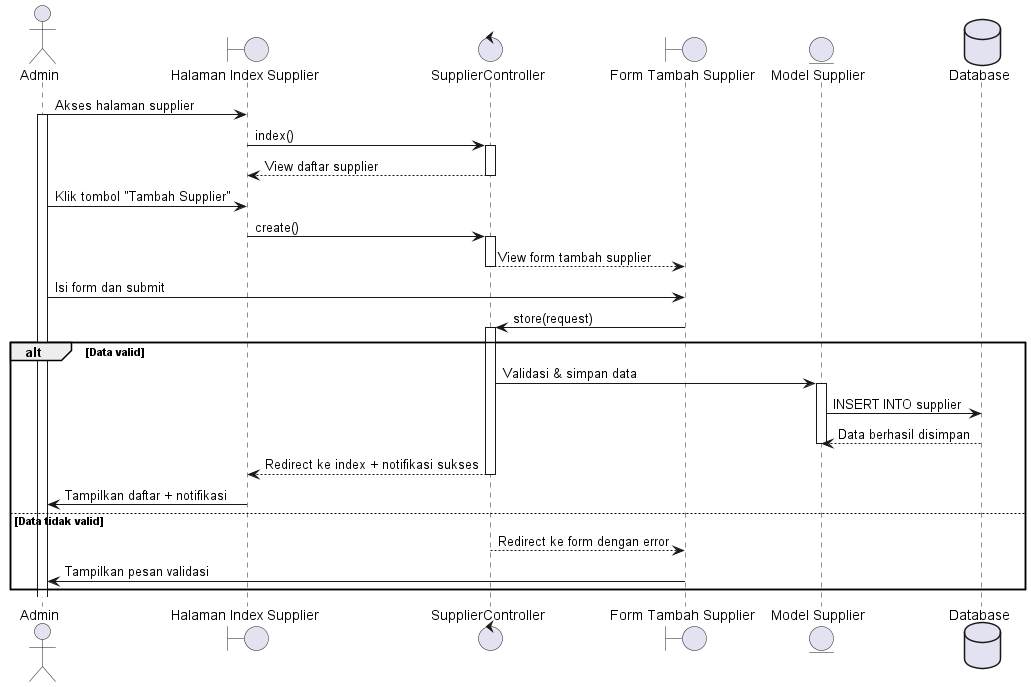 Admin
Halaman Index Supplier
SupplierController
Form Tambah Supplier
Model Supplier
Database
Akses halaman supplier
index()
View daftar supplier
Klik tombol "Tambah Supplier"
create()
View form tambah supplier
Isi form dan submit
store(request)
alt
[Data valid]
Validasi & simpan data
INSERT INTO supplier
Data berhasil disimpan
Redirect ke index + notifikasi sukses
Tampilkan daftar + notifikasi
[Data tidak valid]
Redirect ke form dengan error
Tampilkan pesan validasi
Admin
Halaman Index Supplier
SupplierController
Form Tambah Supplier
Model Supplier
Database